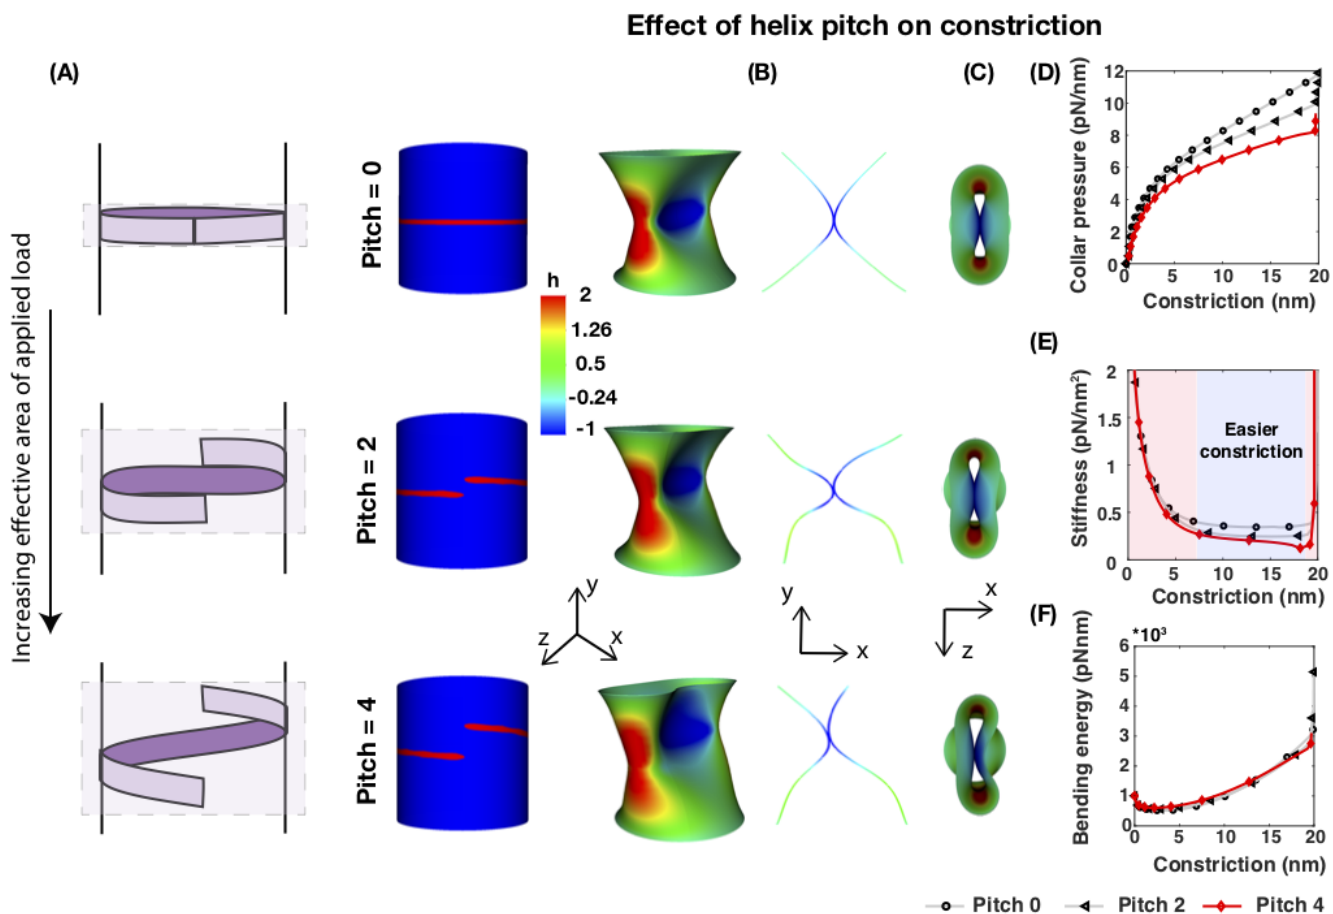 Effect of helix pitch on constriction
(A)
(B)
(C)
(D)
Increasing effective area of applied load
Pitch = 0
h
2
1.26
0.5
-0.24
-1
Pitch = 2
y
z
x
y
x
x
z
Pitch = 4
Collar pressure (pN/nm)
12
10
8
6
4
2
0
0 5 10 15 20
Constriction (nm)
(E)
Stiffness (pN/nm²)
2
1.5
1
0.5
0
Easier
constriction
0 5 10 15 20
Constriction (nm)
(F)
*10³
Bending energy (pNnm)
6
5
4
3
2
1
0
0 5 10 15 20
Constriction (nm)
Pitch 0 Pitch 2 Pitch 4